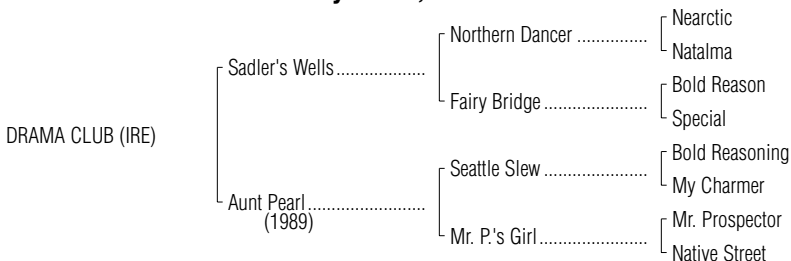 Nearctic
Northern Dancer ...............
Natalma
Sadler's Wells...................
Bold Reason
Fairy Bridge ......................
Special
DRAMA CLUB (IRE)
Bold Reasoning
Seattle Slew ......................
My Charmer
Aunt Pearl.........................
(1989)
Mr. Prospector
Mr. P.'s Girl.......................
Native Street